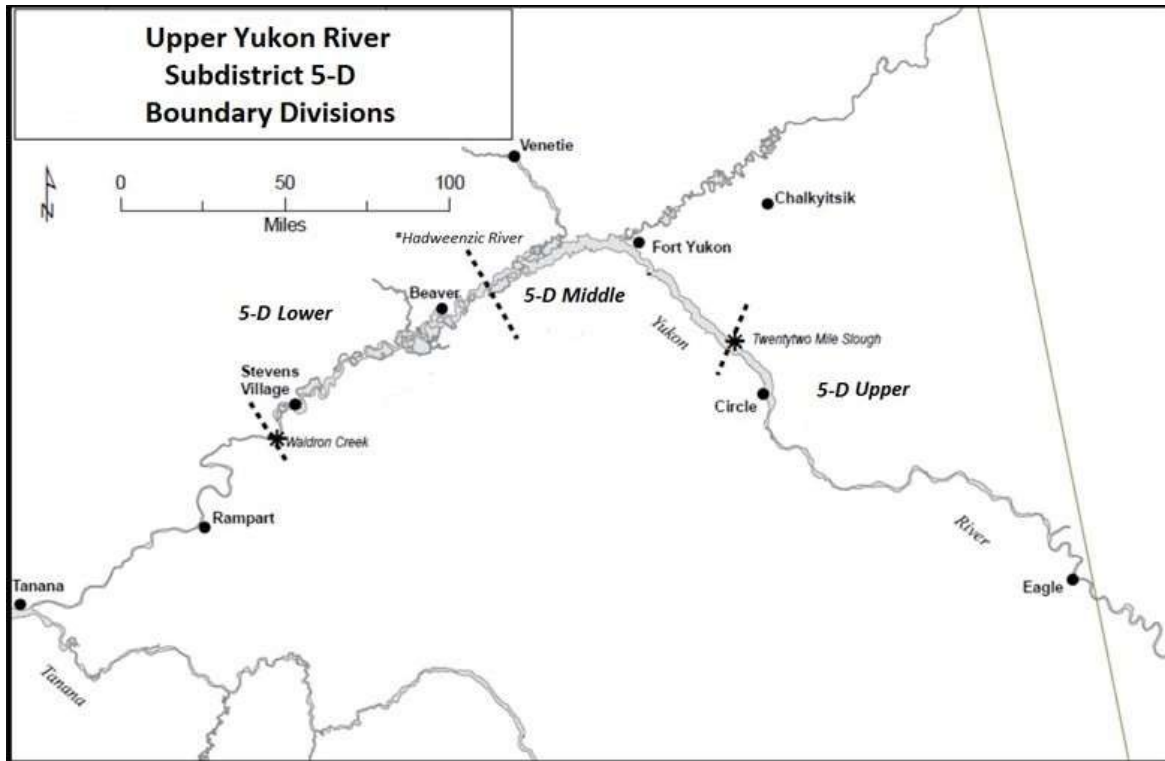 Upper Yukon River
Subdistrict 5-D
Boundary Divisions
Venetie
N
0 50 100
Miles
Chalkyitsik
*Hadweenzic River
Fort Yukon
Beaver
5-D Middle
5-D Lower
Yukon
Twentytwo Mile Slough
Stevens
Village
5-D Upper
Circle
Waldron Creek
Rampart
River
Tanana
Eagle
Tanana